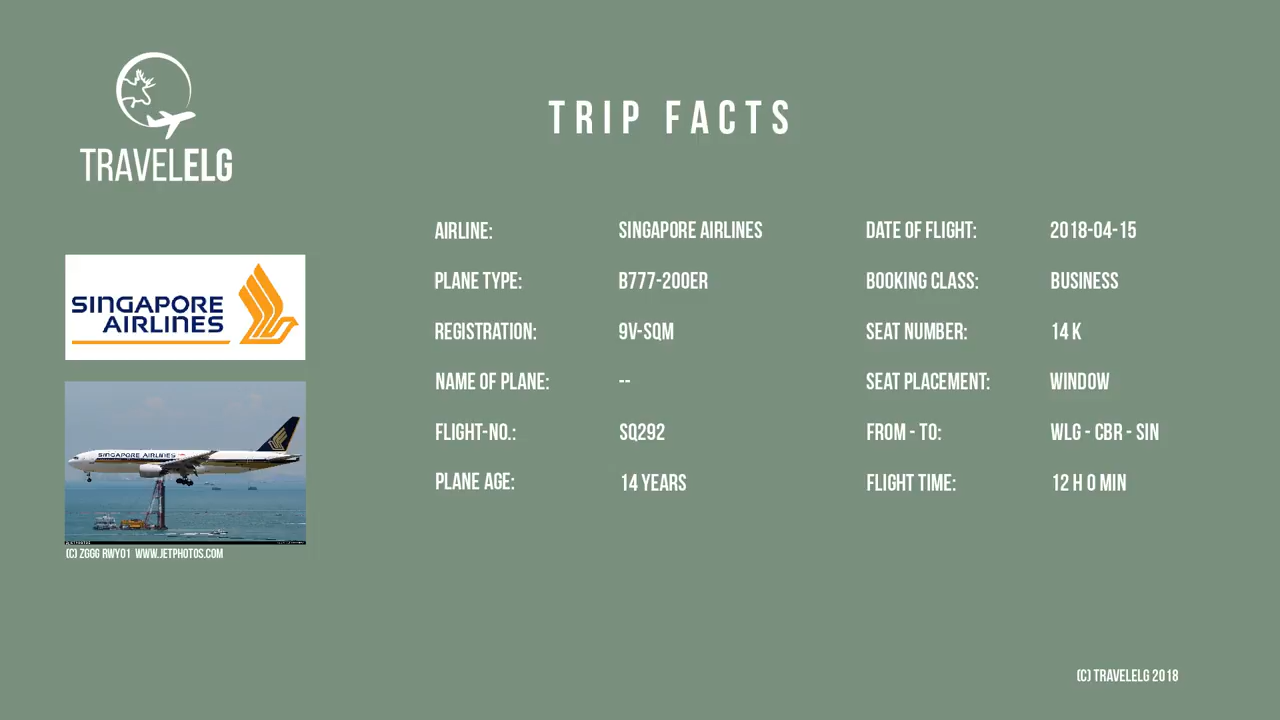 TRAVELELG
TRIP FACTS
SINGAPORE AIRLINES
SINGAPORE AIRLINES
(C) ZGGG RWY01 WWW.JETPHOTOS.COM
AIRLINE: SINGAPORE AIRLINES
PLANE TYPE: B777-200ER
REGISTRATION: 9V-SQM
NAME OF PLANE: --
FLIGHT-NO.: SQ292
PLANE AGE: 14 YEARS
DATE OF FLIGHT: 2018-04-15
BOOKING CLASS: BUSINESS
SEAT NUMBER: 14 K
SEAT PLACEMENT: WINDOW
FROM - TO: WLG - CBR - SIN
FLIGHT TIME: 12 H 0 MIN
(C) TRAVELELG 2018